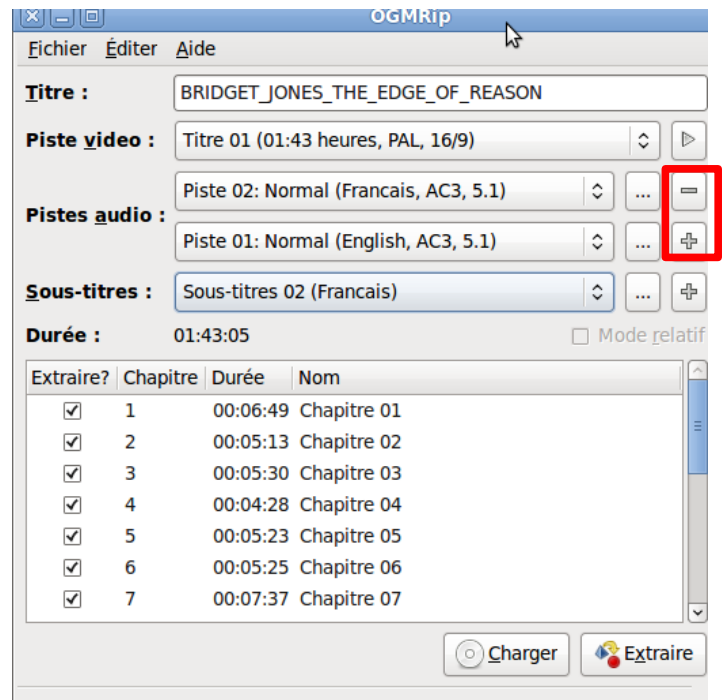 OGMRip
Fichier Éditer Aide
Titre : BRIDGET_JONES_THE_EDGE_OF_REASON
Piste video : Titre 01 (01:43 heures, PAL, 16/9)
Pistes audio :
Piste 02: Normal (Francais, AC3, 5.1) ...
Piste 01: Normal (English, AC3, 5.1) ...
Sous-titres : Sous-titres 02 (Francais) ...
Durée : 01:43:05 Mode relatif
Extraire? Chapitre Durée Nom
1 00:06:49 Chapitre 01
2 00:05:13 Chapitre 02
3 00:05:30 Chapitre 03
4 00:04:28 Chapitre 04
5 00:05:23 Chapitre 05
6 00:05:25 Chapitre 06
7 00:07:37 Chapitre 07
Charger Extraire